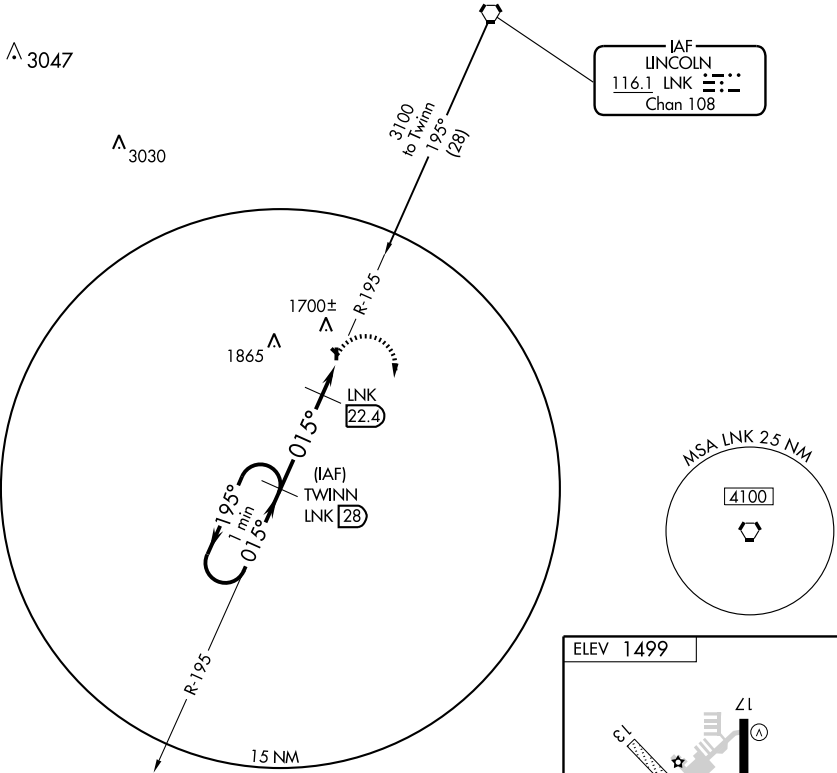 3047
3030
IAF
LINCOLN
116.1 LNK
Chan 108
3100
to Twinn
195°
(28)
R-195
1700±
1865
LNK
22.4
015°
(IAF)
TWINN
LNK 28
195°
1 min
015°
R-195
15 NM
MSA LNK 25 NM
4100
ELEV 1499
17
V
13